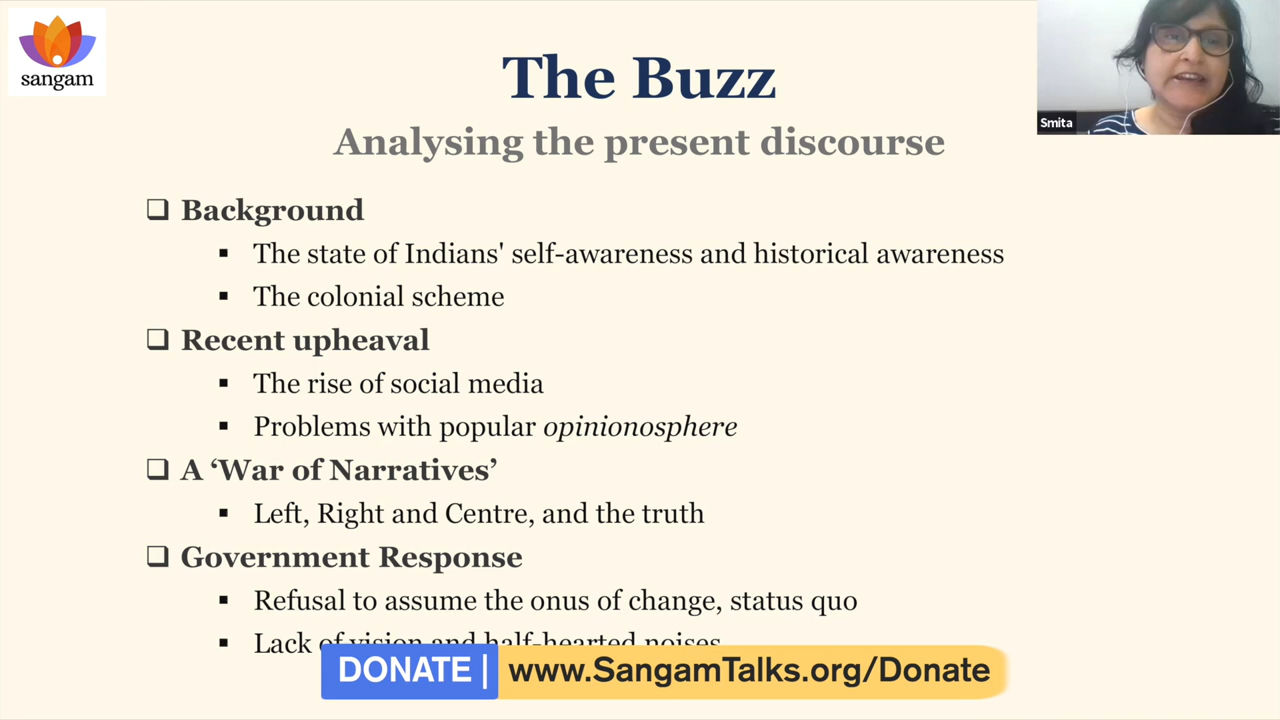 sangam
The Buzz
Smita
Analysing the present discourse
❑ Background
▪ The state of Indians' self-awareness and historical awareness
▪ The colonial scheme
❑ Recent upheaval
▪ The rise of social media
▪ Problems with popular opinionosphere
❑ A ‘War of Narratives’
▪ Left, Right and Centre, and the truth
❑ Government Response
▪ Refusal to assume the onus of change, status quo
▪ Lack of vision and half-hearted noises
DONATE | www.SangamTalks.org/Donate